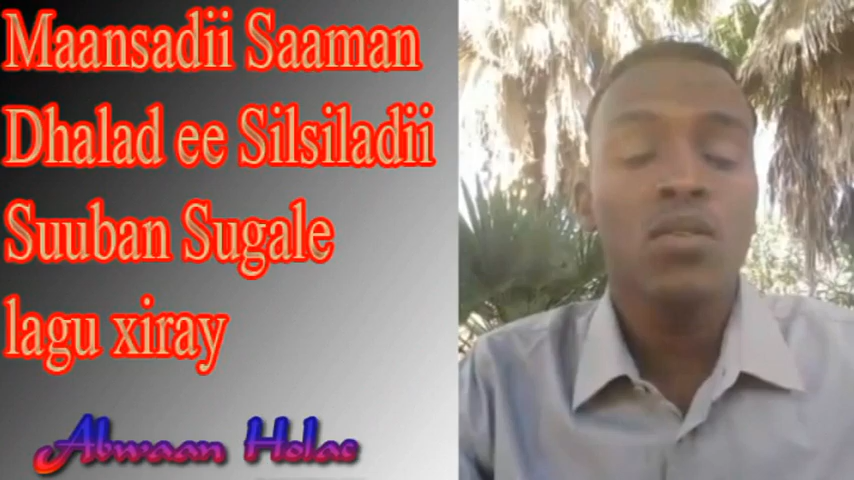 Maansadii Saaman
Dhalad ee Silsiladii
Suuban Sugale
lagu xiray
Abwaan Holac